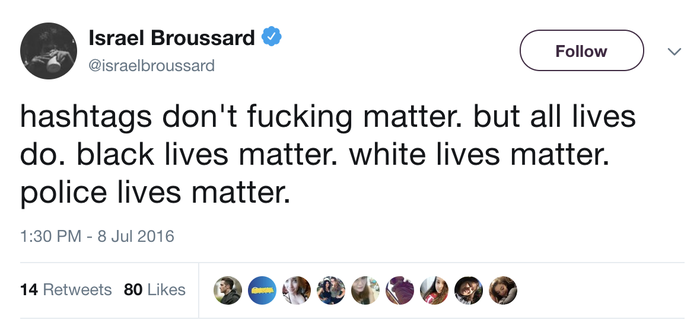 Israel Broussard
@israelbroussard
Follow
hashtags don't fucking matter. but all lives
do. black lives matter. white lives matter.
police lives matter.
1:30 PM - 8 Jul 2016
14 Retweets 80 Likes